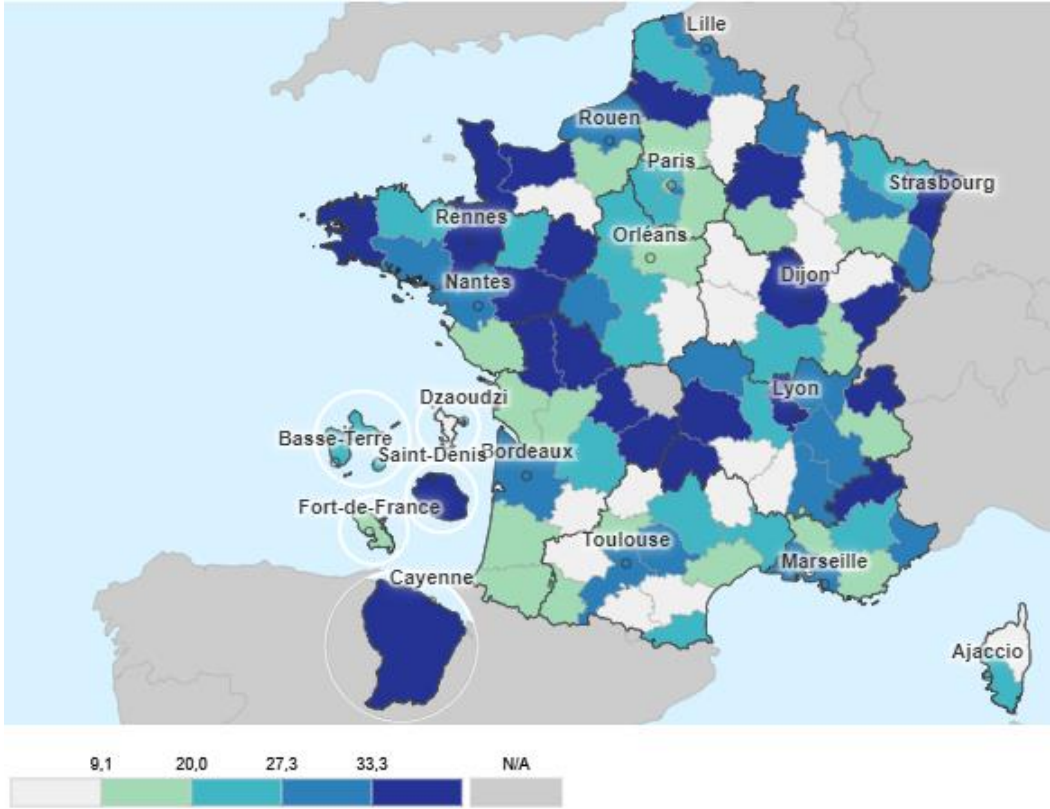 Lille
Rouen
Paris
Strasbourg
Rennes
Orléans
Dijon
Nantes
Lyon
Dzaoudzi
Basse-Terre
Saint-Denis
Bordeaux
Fort-de-France
Toulouse
Marseille
Cayenne
Ajaccio
9,1 20,0 27,3 33,3 N/A